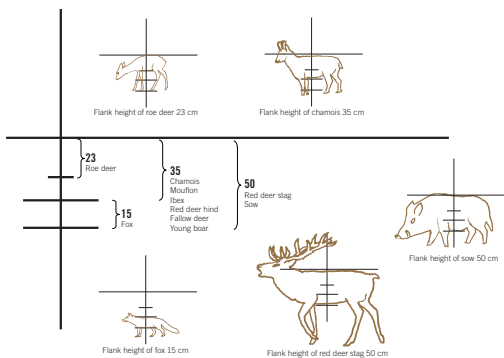 Flank height of roe deer 23 cm
Flank height of chamois 35 cm
23
Roe deer
35
Chamois
Mouflon
Ibex
Red deer hind
Fallow deer
Young boar
50
Red deer stag
Sow
15
Fox
Flank height of sow 50 cm
Flank height of fox 15 cm
Flank height of red deer stag 50 cm